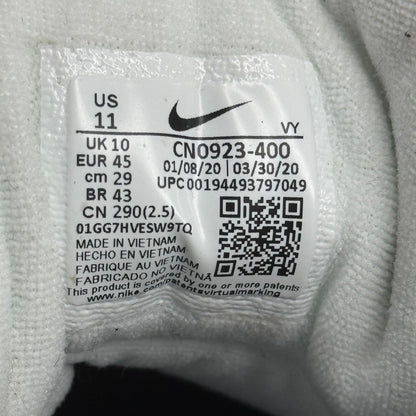 US
11
VY
UK 10
EUR 45
cm 29
BR 43
CN 290(2.5)
CN0923-400
01/08/20 | 03/30/20
UPC00194493797049
01GG7HVESW9TQ
MADE IN VIETNAM
HECHO EN VIETNAM
FABRIQUE AU VIETNAM
FABRICADO NO VIETNÃ
This product is covered by one or more patents
www.nike.com/patents
virtualmarking